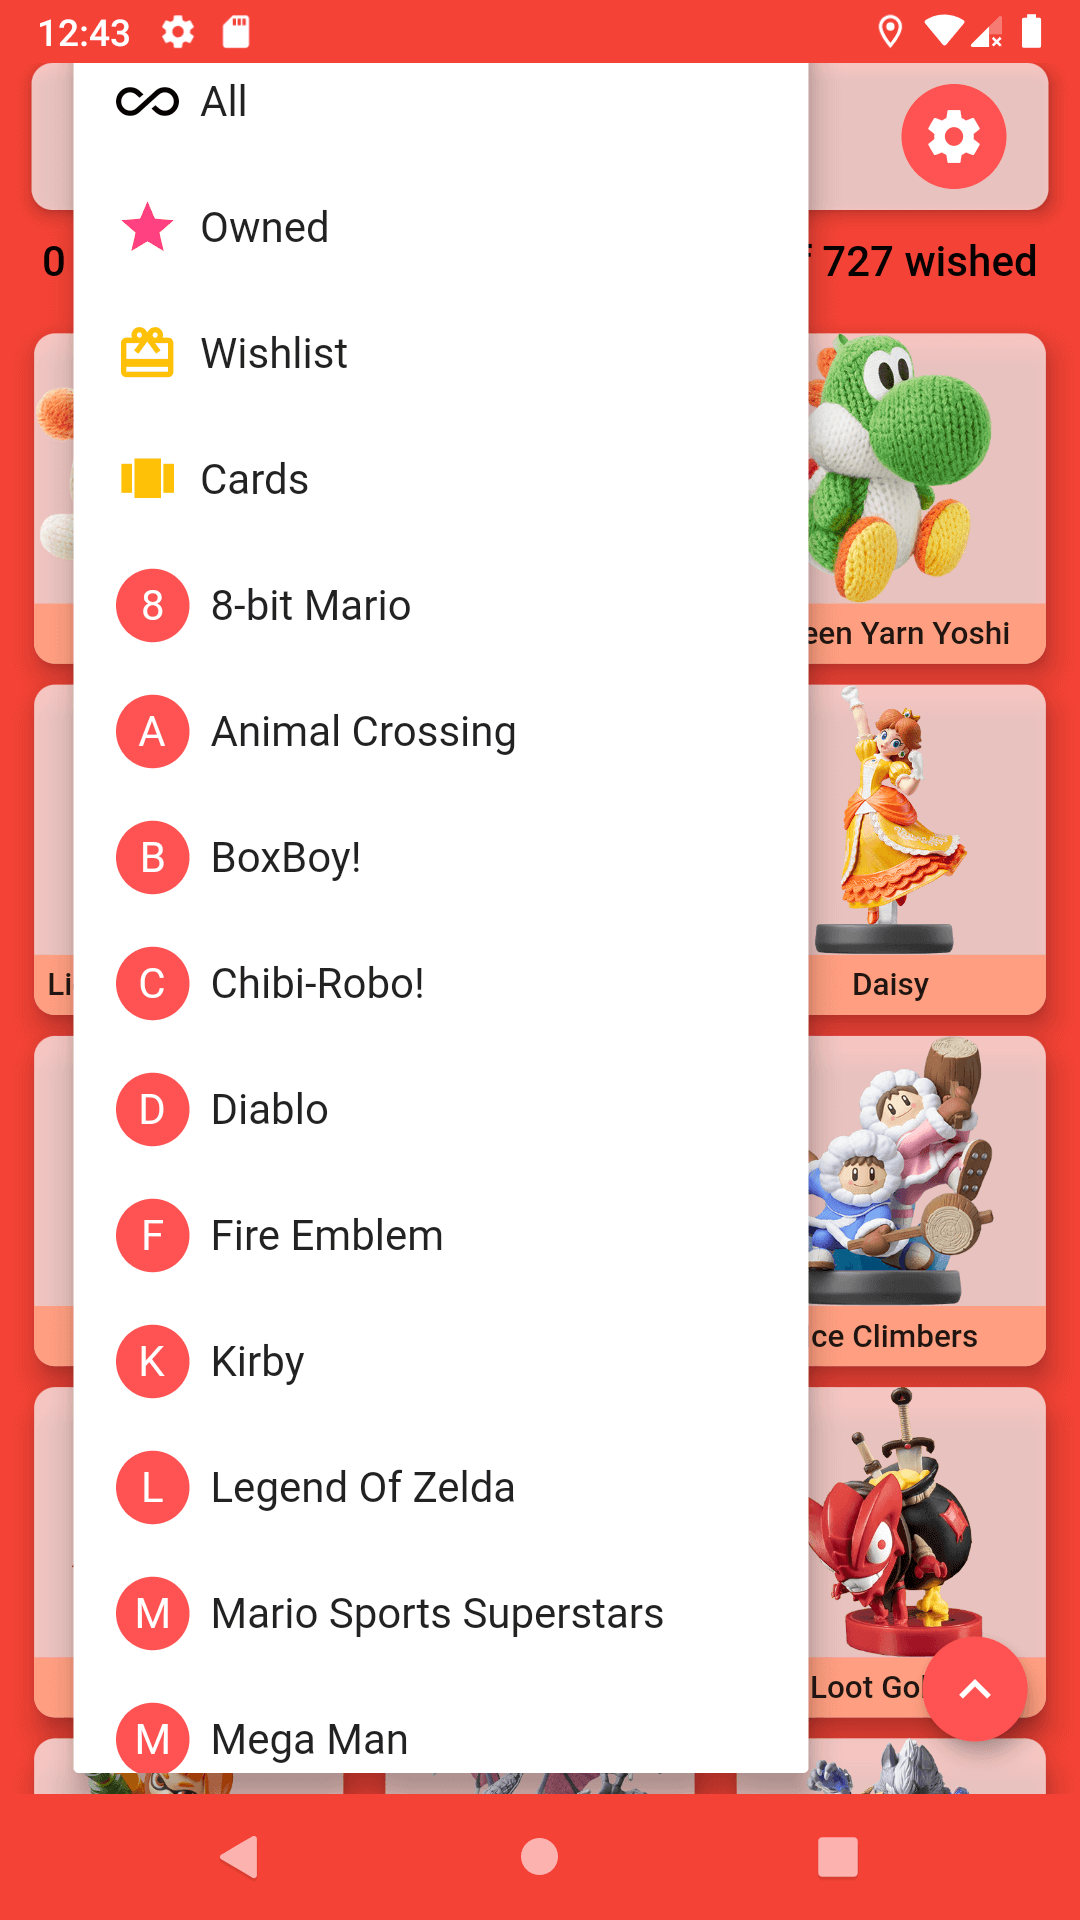 12:43
All
Owned
0
727 wished
Wishlist
Cards
8 8-bit Mario
een Yarn Yoshi
A Animal Crossing
B BoxBoy!
C Chibi-Robo!
Li
Daisy
D Diablo
F Fire Emblem
ce Climbers
K Kirby
L Legend Of Zelda
M Mario Sports Superstars
Loot Go
M Mega Man